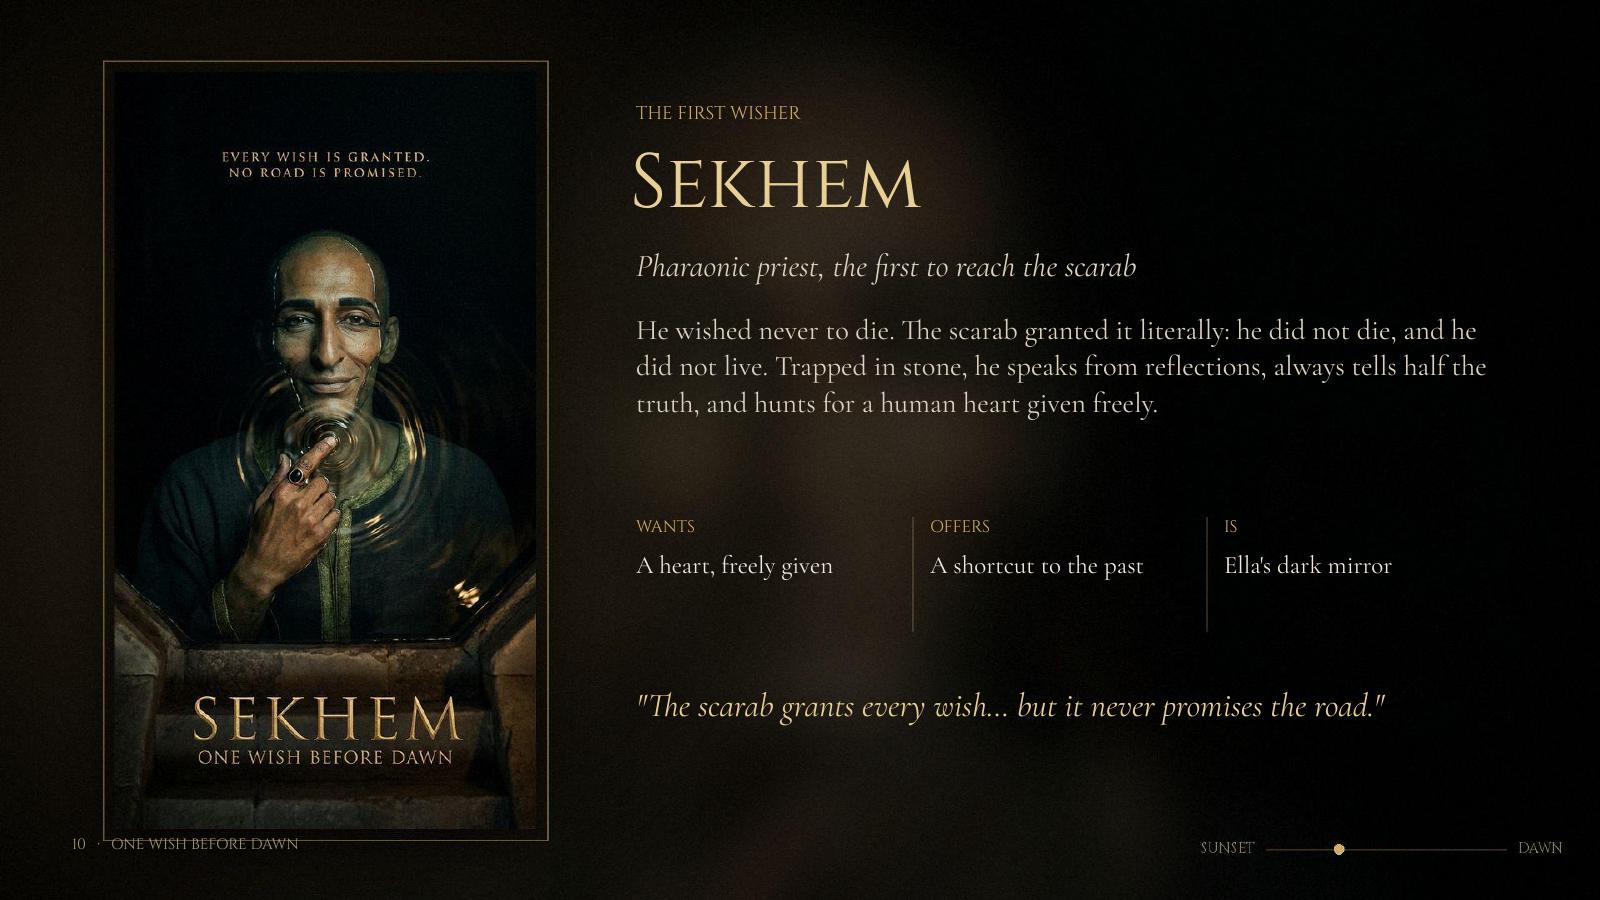 EVERY WISH IS GRANTED.
NO ROAD IS PROMISED.
SEKHEM
ONE WISH BEFORE DAWN
THE FIRST WISHER
SEKHEM
Pharaonic priest, the first to reach the scarab
He wished never to die. The scarab granted it literally: he did not die, and he
did not live. Trapped in stone, he speaks from reflections, always tells half the
truth, and hunts for a human heart given freely.
WANTS
A heart, freely given
OFFERS
A shortcut to the past
IS
Ella's dark mirror
"The scarab grants every wish... but it never promises the road."
10 · ONE WISH BEFORE DAWN
SUNSET
DAWN